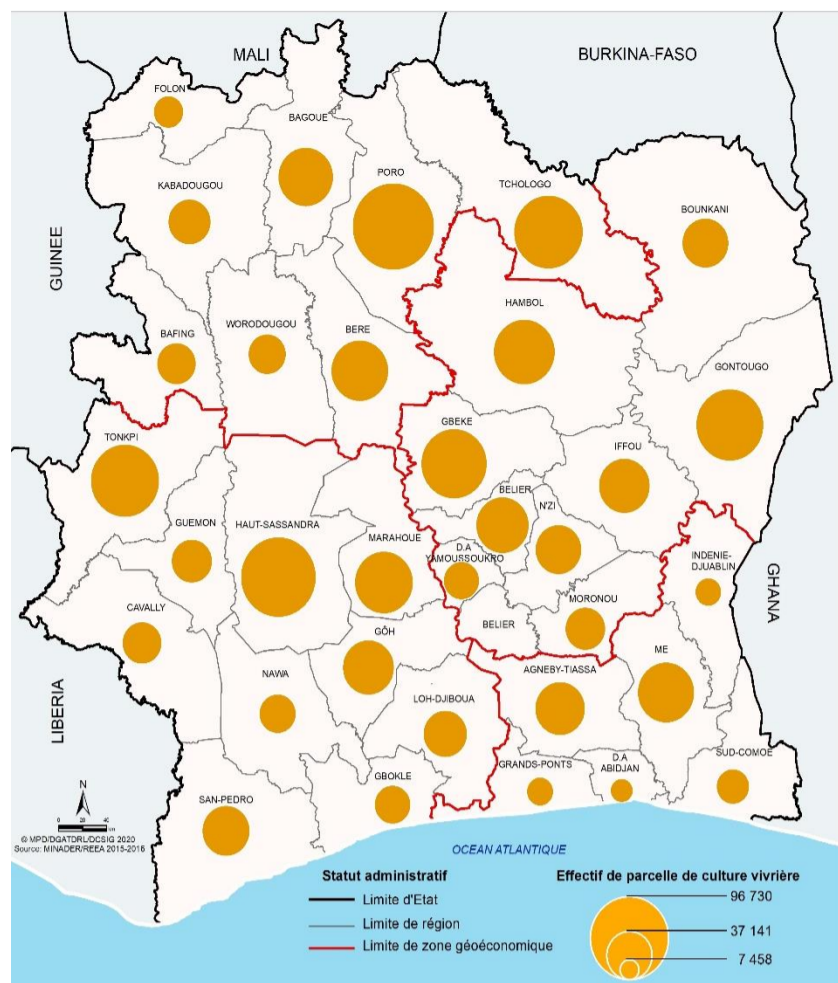 MALI
BURKINA-FASO
FOLON
BAGOUE
KABADOUGOU
PORO
TCHOLOGO
BOUNKANI
GUINEE
HAMBOL
BAFING
WORODOUGOU
BERE
GONTOUGO
TONKPI
GBEKE
IFFOU
BELIER
N'ZI
GUEMON
HAUT-SASSANDRA
MARAHOUE
D.A
YAMOUSSOUKRO
INDENIE-
DJUABLIN
GHANA
CAVALLY
MORONOU
BELIER
GÔH
ME
NAWA
AGNEBY-TIASSA
LIBERIA
LOH-DJIBOUA
SUD-COMOE
GRANDS-PONTS
D.A
ABIDJAN
GBOKLE
SAN-PEDRO
N
0 20 40
© MPD/DGATDRL/DCSIG 2020
Source: MINADER/REEA 2015-2016
OCEAN ATLANTIQUE
Statut administratif
Limite d'Etat
Limite de région
Limite de zone géoéconomique
Effectif de parcelle de culture vivrière
96 730
37 141
7 458